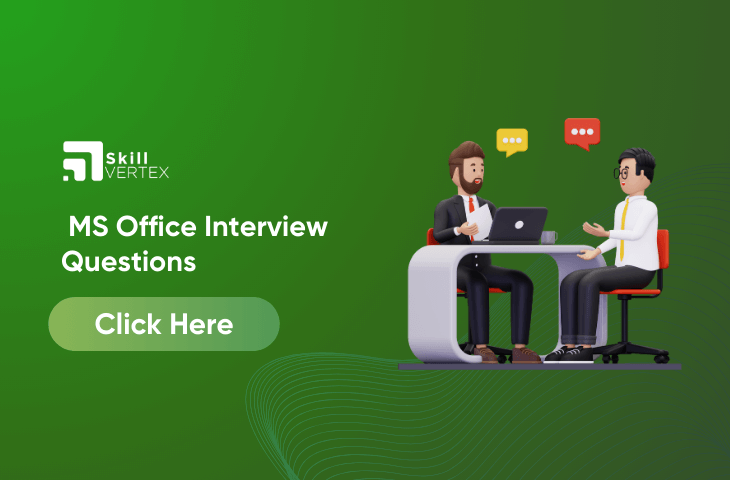 Skill
VERTEX
MS Office Interview
Questions
Click Here